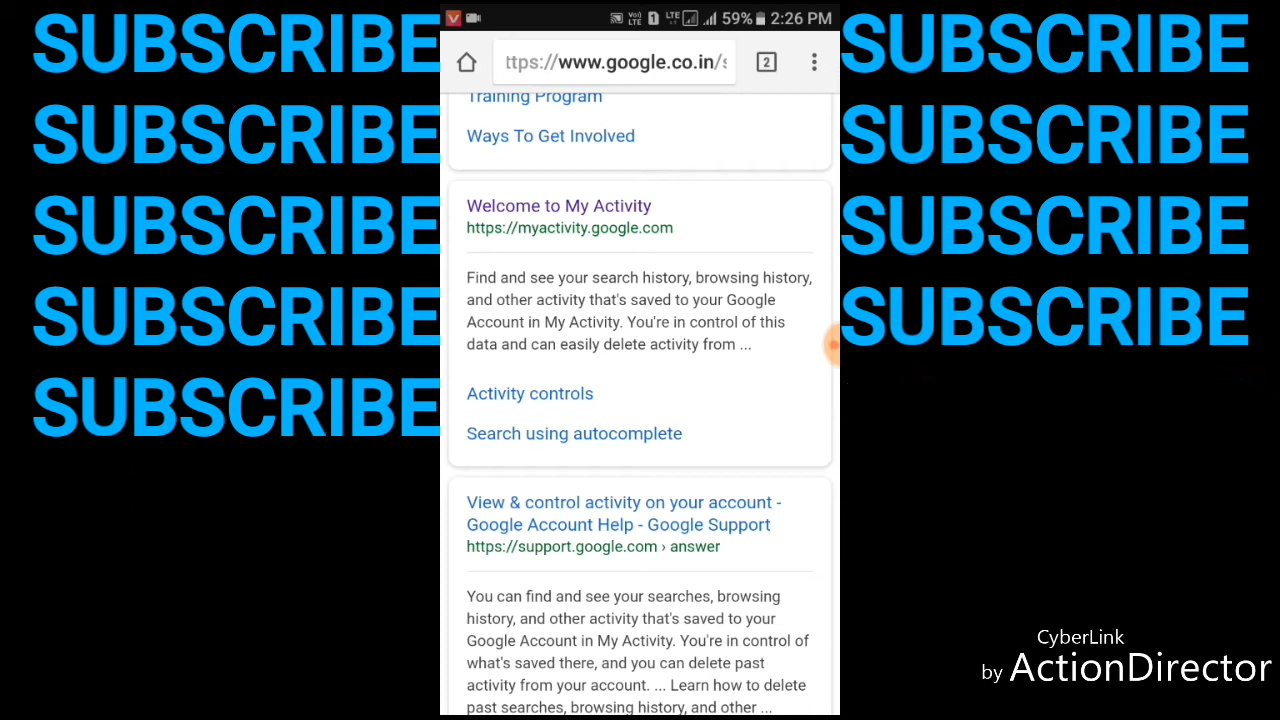 SUBSCRIBE
SUBSCRIBE
SUBSCRIBE
SUBSCRIBE
SUBSCRIBE
VoLTE 1 LTE 59% 2:26 PM
ttps://www.google.co.in/s 2
Training Program
Ways To Get Involved
Welcome to My Activity
https://myactivity.google.com
Find and see your search history, browsing history,
and other activity that's saved to your Google
Account in My Activity. You're in control of this
data and can easily delete activity from ...
Activity controls
Search using autocomplete
View & control activity on your account -
Google Account Help - Google Support
https://support.google.com › answer
You can find and see your searches, browsing
history, and other activity that's saved to your
Google Account in My Activity. You're in control of
what's saved there, and you can delete past
activity from your account. ... Learn how to delete
past searches, browsing history, and other ...
SUBSCRIBE
SUBSCRIBE
SUBSCRIBE
SUBSCRIBE
CyberLink
by ActionDirector